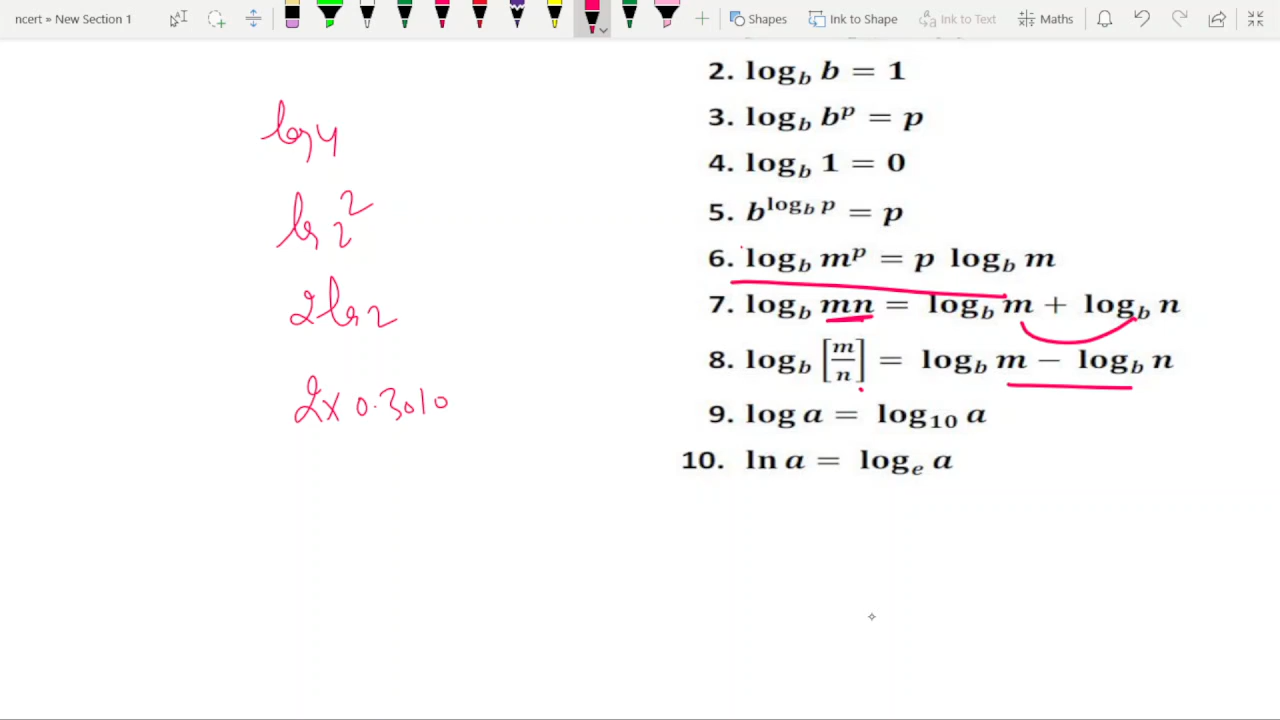 ncert » New Section 1
Shapes
Ink to Shape
Ink to Text
Maths
log 4
log 2²
2 log 2
2 × 0.3010
2. log_b b = 1
3. log_b b^p = p
4. log_b 1 = 0
5. b^{log_b p} = p
6. log_b m^p = p log_b m
7. log_b mn = log_b m + log_b n
8. log_b [m/n] = log_b m − log_b n
9. log a = log₁₀ a
10. ln a = log_e a